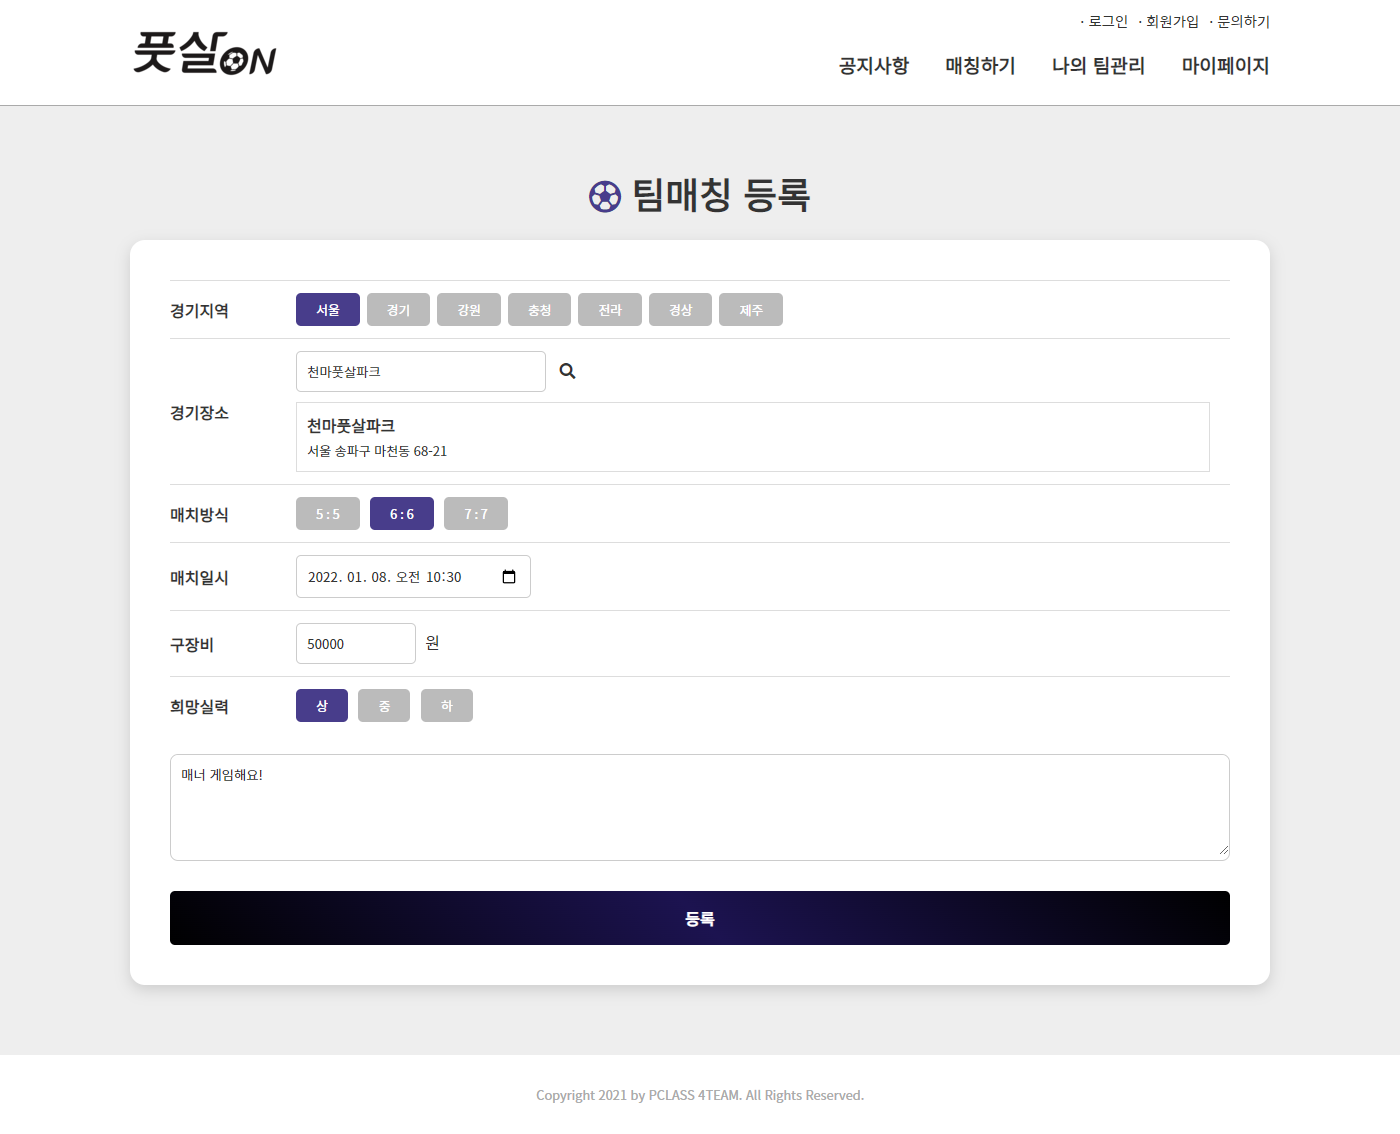 풋살ON
· 로그인 · 회원가입 · 문의하기
공지사항 매칭하기 나의 팀관리 마이페이지
팀매칭 등록
경기지역 서울 경기 강원 충청 전라 경상 제주
천마풋살파크
경기장소
천마풋살파크
서울 송파구 마천동 68-21
매치방식 5:5 6:6 7:7
매치일시 2022. 01. 08. 오전 10:30
구장비 50000 원
희망실력 상 중 하
매너 게임해요!
등록
Copyright 2021 by PCLASS 4TEAM. All Rights Reserved.